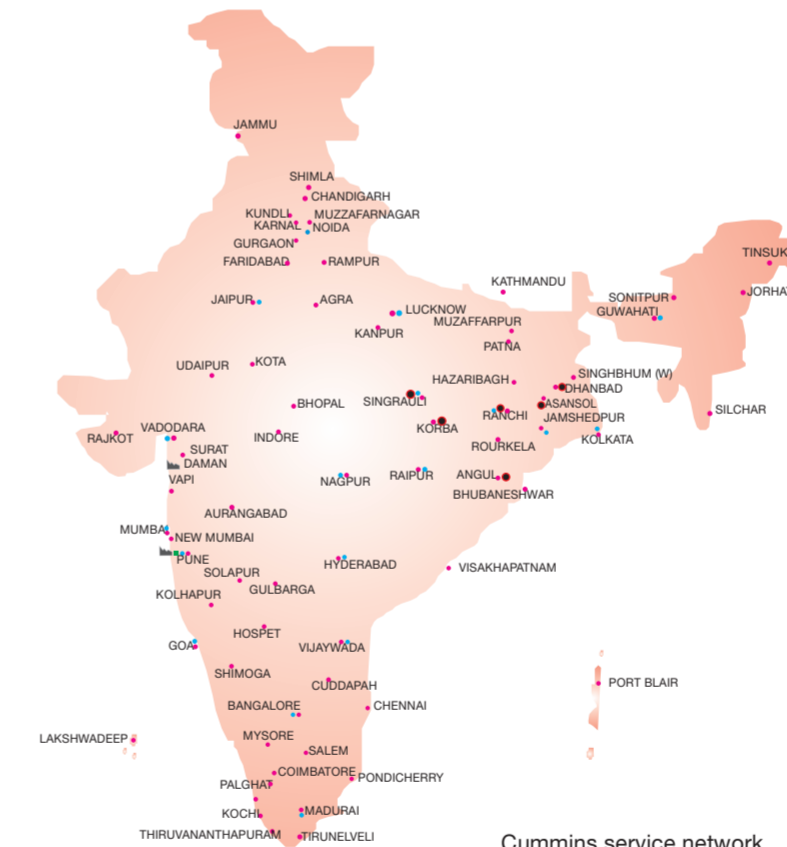 JAMMU
SHIMLA
CHANDIGARH
KUNDLI
MUZZAFARNAGAR
KARNAL
NOIDA
GURGAON
FARIDABAD
RAMPUR
TINSUK
KATHMANDU
JAIPUR
AGRA
LUCKNOW
SONITPUR
JORHAT
GUWAHATI
MUZAFFARPUR
KANPUR
PATNA
UDAIPUR
KOTA
HAZARIBAGH
SINGHBHUM (W)
DHANBAD
BHOPAL
SINGRAULI
RANCHI
ASANSOL
JAMSHEDPUR
SILCHAR
RAJKOT
VADODARA
INDORE
KORBA
ROURKELA
KOLKATA
SURAT
DAMAN
VAPI
NAGPUR
RAIPUR
ANGUL
BHUBANESHWAR
AURANGABAD
MUMBAI
NEW MUMBAI
PUNE
HYDERABAD
VISAKHAPATNAM
SOLAPUR
GULBARGA
KOLHAPUR
HOSPET
GOA
VIJAYWADA
SHIMOGA
CUDDAPAH
PORT BLAIR
BANGALORE
CHENNAI
LAKSHWADEEP
MYSORE
SALEM
COIMBATORE
PONDICHERRY
PALGHAT
KOCHI
MADURAI
THIRUVANANTHAPURAM
TIRUNELVELI
Cummins service network